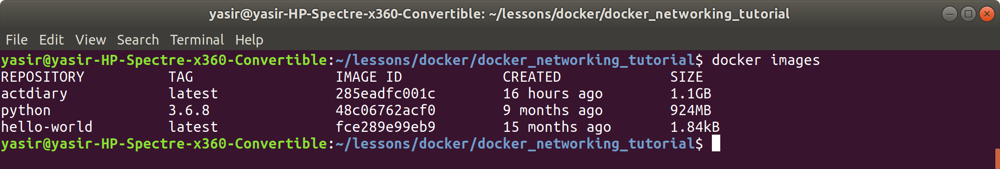 yasir@yasir-HP-Spectre-x360-Convertible: ~/lessons/docker/docker_networking_tutorial
File Edit View Search Terminal Help
yasir@yasir-HP-Spectre-x360-Convertible:~/lessons/docker/docker_networking_tutorial$ docker images
REPOSITORY TAG IMAGE ID CREATED SIZE
actdiary latest 285eadfc001c 16 hours ago 1.1GB
python 3.6.8 48c06762acf0 9 months ago 924MB
hello-world latest fce289e99eb9 15 months ago 1.84kB
yasir@yasir-HP-Spectre-x360-Convertible:~/lessons/docker/docker_networking_tutorial$